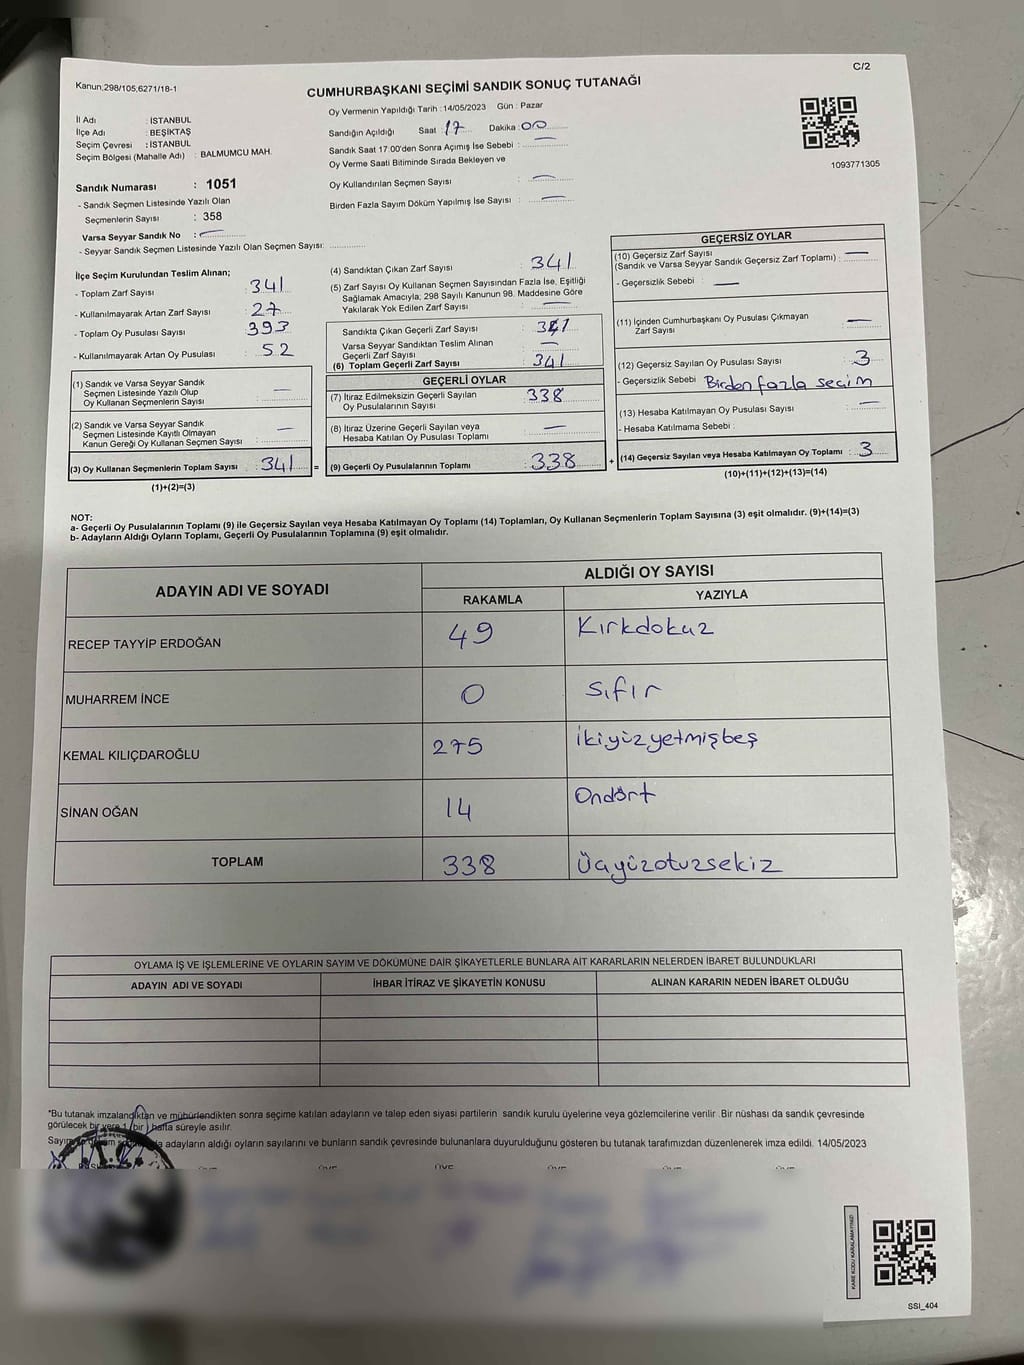 C/2
Kanun;298/105;6271/18-1
CUMHURBAŞKANI SEÇİMİ SANDIK SONUÇ TUTANAĞI
Oy Vermenin Yapıldığı Tarih :14/05/2023 Gün : Pazar
İl Adı : İSTANBUL
İlçe Adı : BEŞİKTAŞ
Seçim Çevresi : İSTANBUL
Seçim Bölgesi (Mahalle Adı) : BALMUMCU MAH.
Sandığın Açıldığı Saat : 17 Dakika : 00
Sandık Saat 17:00'den Sonra Açımış İse Sebebi : —
Oy Verme Saati Bitiminde Sırada Bekleyen ve
Oy Kullandırılan Seçmen Sayısı : —
Birden Fazla Sayım Döküm Yapılmış İse Sayısı : —
1093771305
Sandık Numarası : 1051
- Sandık Seçmen Listesinde Yazılı Olan
Seçmenlerin Sayısı : 358
Varsa Seyyar Sandık No : —
- Seyyar Sandık Seçmen Listesinde Yazılı Olan Seçmen Sayısı:
İlçe Seçim Kurulundan Teslim Alınan;
- Toplam Zarf Sayısı : 341
- Kullanılmayarak Artan Zarf Sayısı : 27
- Toplam Oy Pusulası Sayısı : 393
- Kullanılmayarak Artan Oy Pusulası : 52
(1) Sandık ve Varsa Seyyar Sandık
Seçmen Listesinde Yazılı Olup
Oy Kullanan Seçmenlerin Sayısı : —
(2) Sandık ve Varsa Seyyar Sandık
Seçmen Listesinde Kayıtlı Olmayan
Kanun Gereği Oy Kullanan Seçmen Sayısı : —
(3) Oy Kullanan Seçmenlerin Toplam Sayısı : 341 =
(1)+(2)=(3)
(4) Sandıktan Çıkan Zarf Sayısı : 341
(5) Zarf Sayısı Oy Kullanan Seçmen Sayısından Fazla İse, Eşitliği
Sağlamak Amacıyla; 298 Sayılı Kanunun 98. Maddesine Göre
Yakılarak Yok Edilen Zarf Sayısı : —
Sandıkta Çıkan Geçerli Zarf Sayısı : 341
Varsa Seyyar Sandıktan Teslim Alınan
Geçerli Zarf Sayısı : —
(6) Toplam Geçerli Zarf Sayısı : 341
GEÇERLİ OYLAR
(7) İtiraz Edilmeksizin Geçerli Sayılan
Oy Pusulalarının Sayısı : 338
(8) İtiraz Üzerine Geçerli Sayılan veya
Hesaba Katılan Oy Pusulası Toplamı : —
(9) Geçerli Oy Pusulalarının Toplamı : 338 +
GEÇERSİZ OYLAR
(10) Geçersiz Zarf Sayısı
(Sandık ve Varsa Seyyar Sandık Geçersiz Zarf Toplamı) : —
- Geçersizlik Sebebi : —
(11) İçinden Cumhurbaşkanı Oy Pusulası Çıkmayan
Zarf Sayısı : —
(12) Geçersiz Sayılan Oy Pusulası Sayısı : 3
- Geçersizlik Sebebi : Birden fazla seçim
(13) Hesaba Katılmayan Oy Pusulası Sayısı : —
- Hesaba Katılmama Sebebi :
(14) Geçersiz Sayılan veya Hesaba Katılmayan Oy Toplamı : 3
(10)+(11)+(12)+(13)=(14)
NOT:
a- Geçerli Oy Pusulalarının Toplamı (9) ile Geçersiz Sayılan veya Hesaba Katılmayan Oy Toplamı (14) Toplamları, Oy Kullanan Seçmenlerin Toplam Sayısına (3) eşit olmalıdır. (9)+(14)=(3)
b- Adayların Aldığı Oyların Toplamı, Geçerli Oy Pusulalarının Toplamına (9) eşit olmalıdır.
ADAYIN ADI VE SOYADI ALDIĞI OY SAYISI
RAKAMLA YAZIYLA
RECEP TAYYİP ERDOĞAN 49 Kırkdokuz
MUHARREM İNCE 0 Sıfır
KEMAL KILIÇDAROĞLU 275 İkiyüzyetmişbeş
SİNAN OĞAN 14 Ondört
TOPLAM 338 Üçyüzotuzsekiz
OYLAMA İŞ VE İŞLEMLERİNE VE OYLARIN SAYIM VE DÖKÜMÜNE DAİR ŞİKAYETLERLE BUNLARA AİT KARARLARIN NELERDEN İBARET BULUNDUKLARI
ADAYIN ADI VE SOYADI İHBAR İTİRAZ VE ŞİKAYETİN KONUSU ALINAN KARARIN NEDEN İBARET OLDUĞU
*Bu tutanak imzalandıktan ve mühürlendikten sonra seçime katılan adayların ve talep eden siyasi partilerin sandık kurulu üyelerine veya gözlemcilerine verilir .Bir nüshası da sandık çevresinde
görülecek bir yere 1 (bir ) hafta süreyle asılır.
adayların aldığı oyların sayılarını ve bunların sandık çevresinde bulunanlara duyurulduğunu gösteren bu tutanak tarafımızdan düzenlenerek imza edildi. 14/05/2023
T.C.
KARE KODU KARALAMAYINIZ!
SSI_404